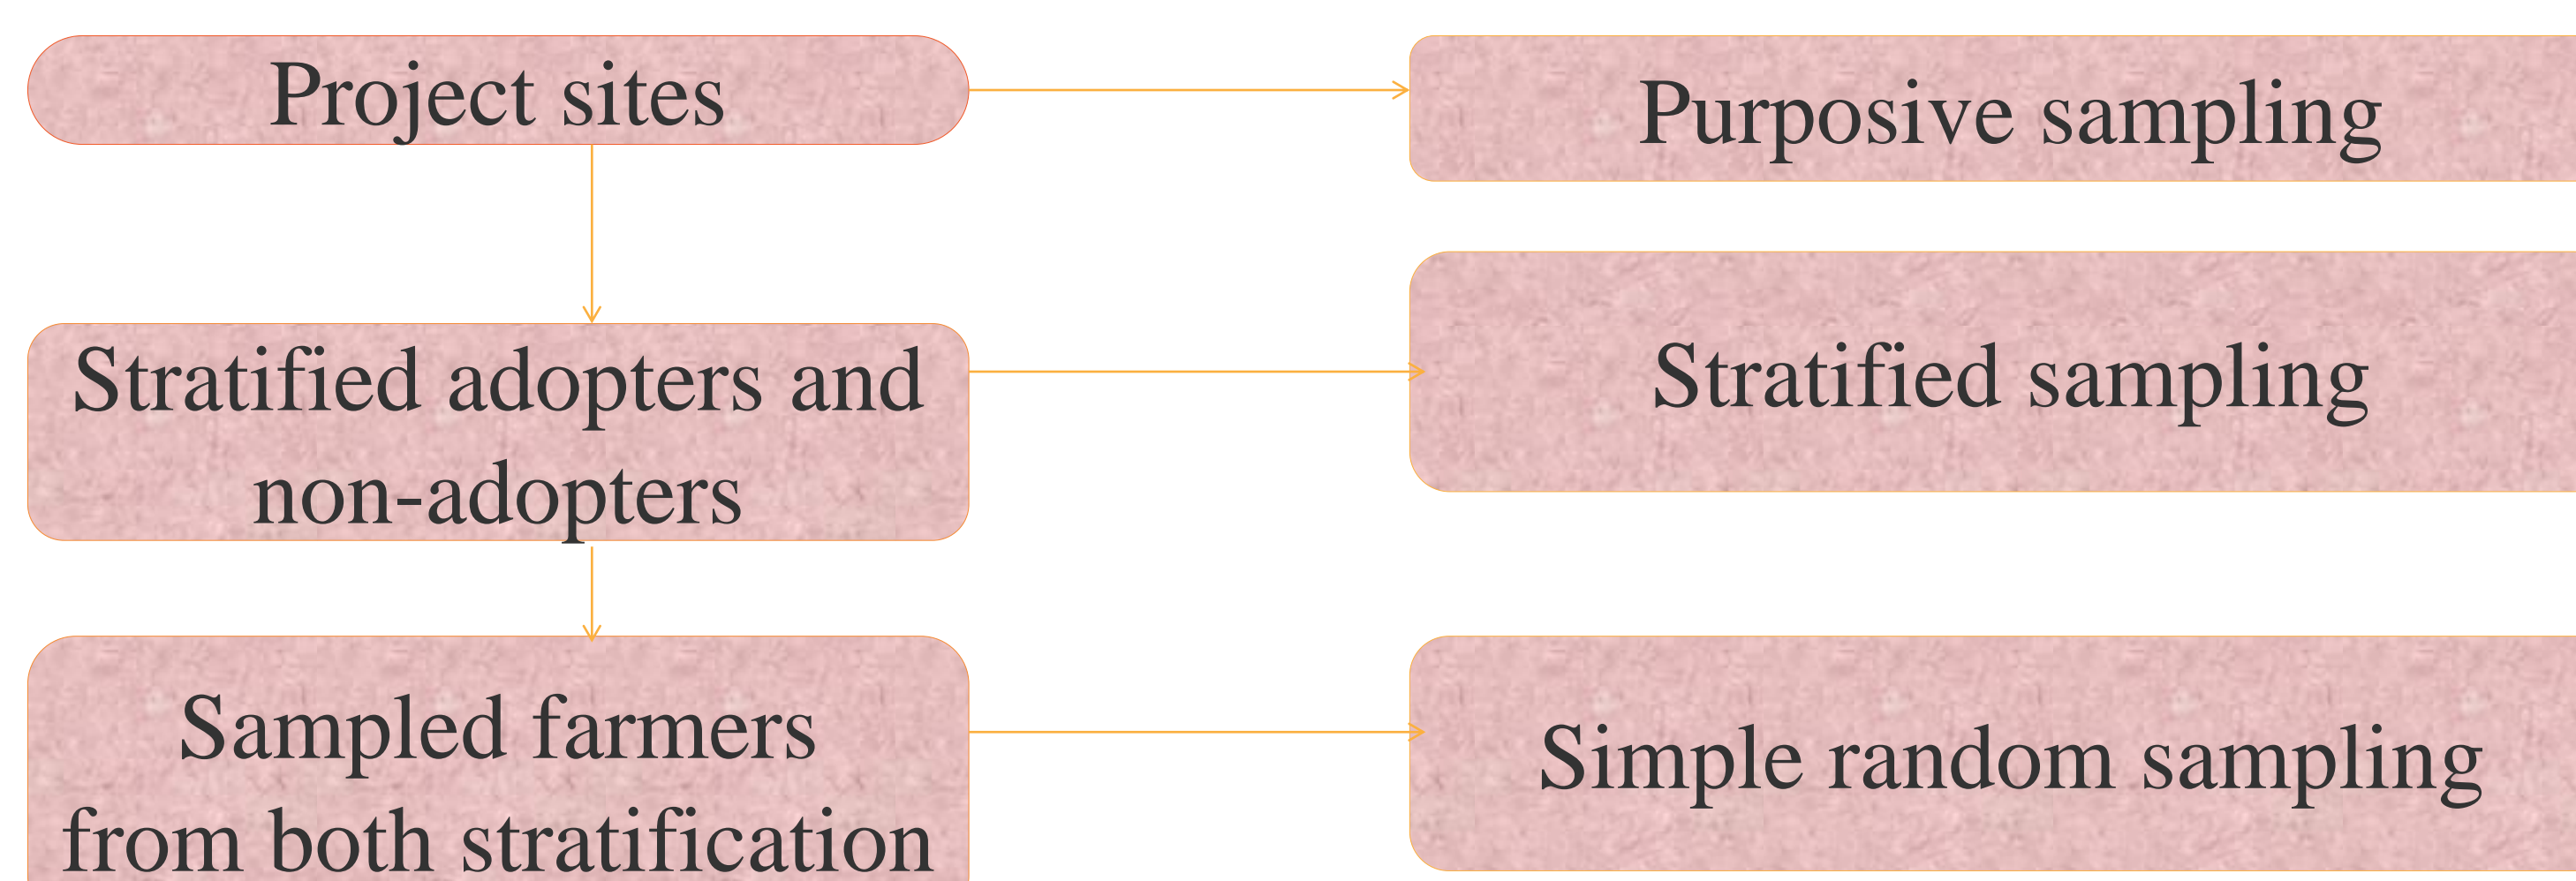 Project sites
Purposive sampling
Stratified adopters and
non-adopters
Stratified sampling
Sampled farmers
from both stratification
Simple random sampling